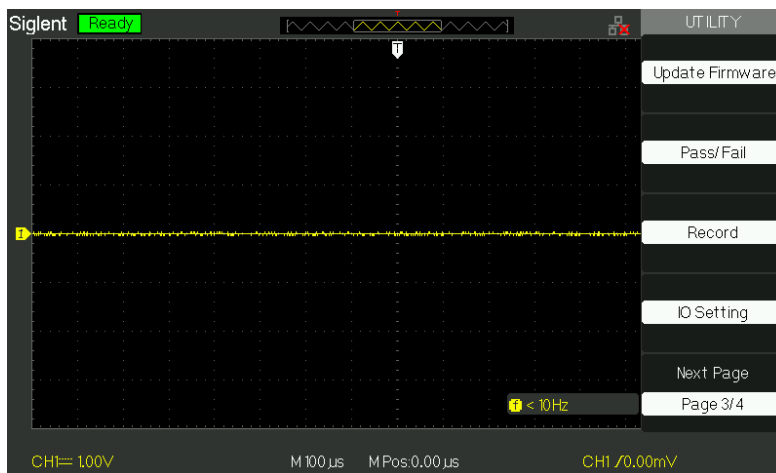 Siglent Ready
T
UTILITY
Update Firmware
Pass/Fail
Record
IO Setting
Next Page
Page 3/4
1
f < 10Hz
CH1 1.00V M 100µs M Pos:0.00µs CH1 /0.00mV